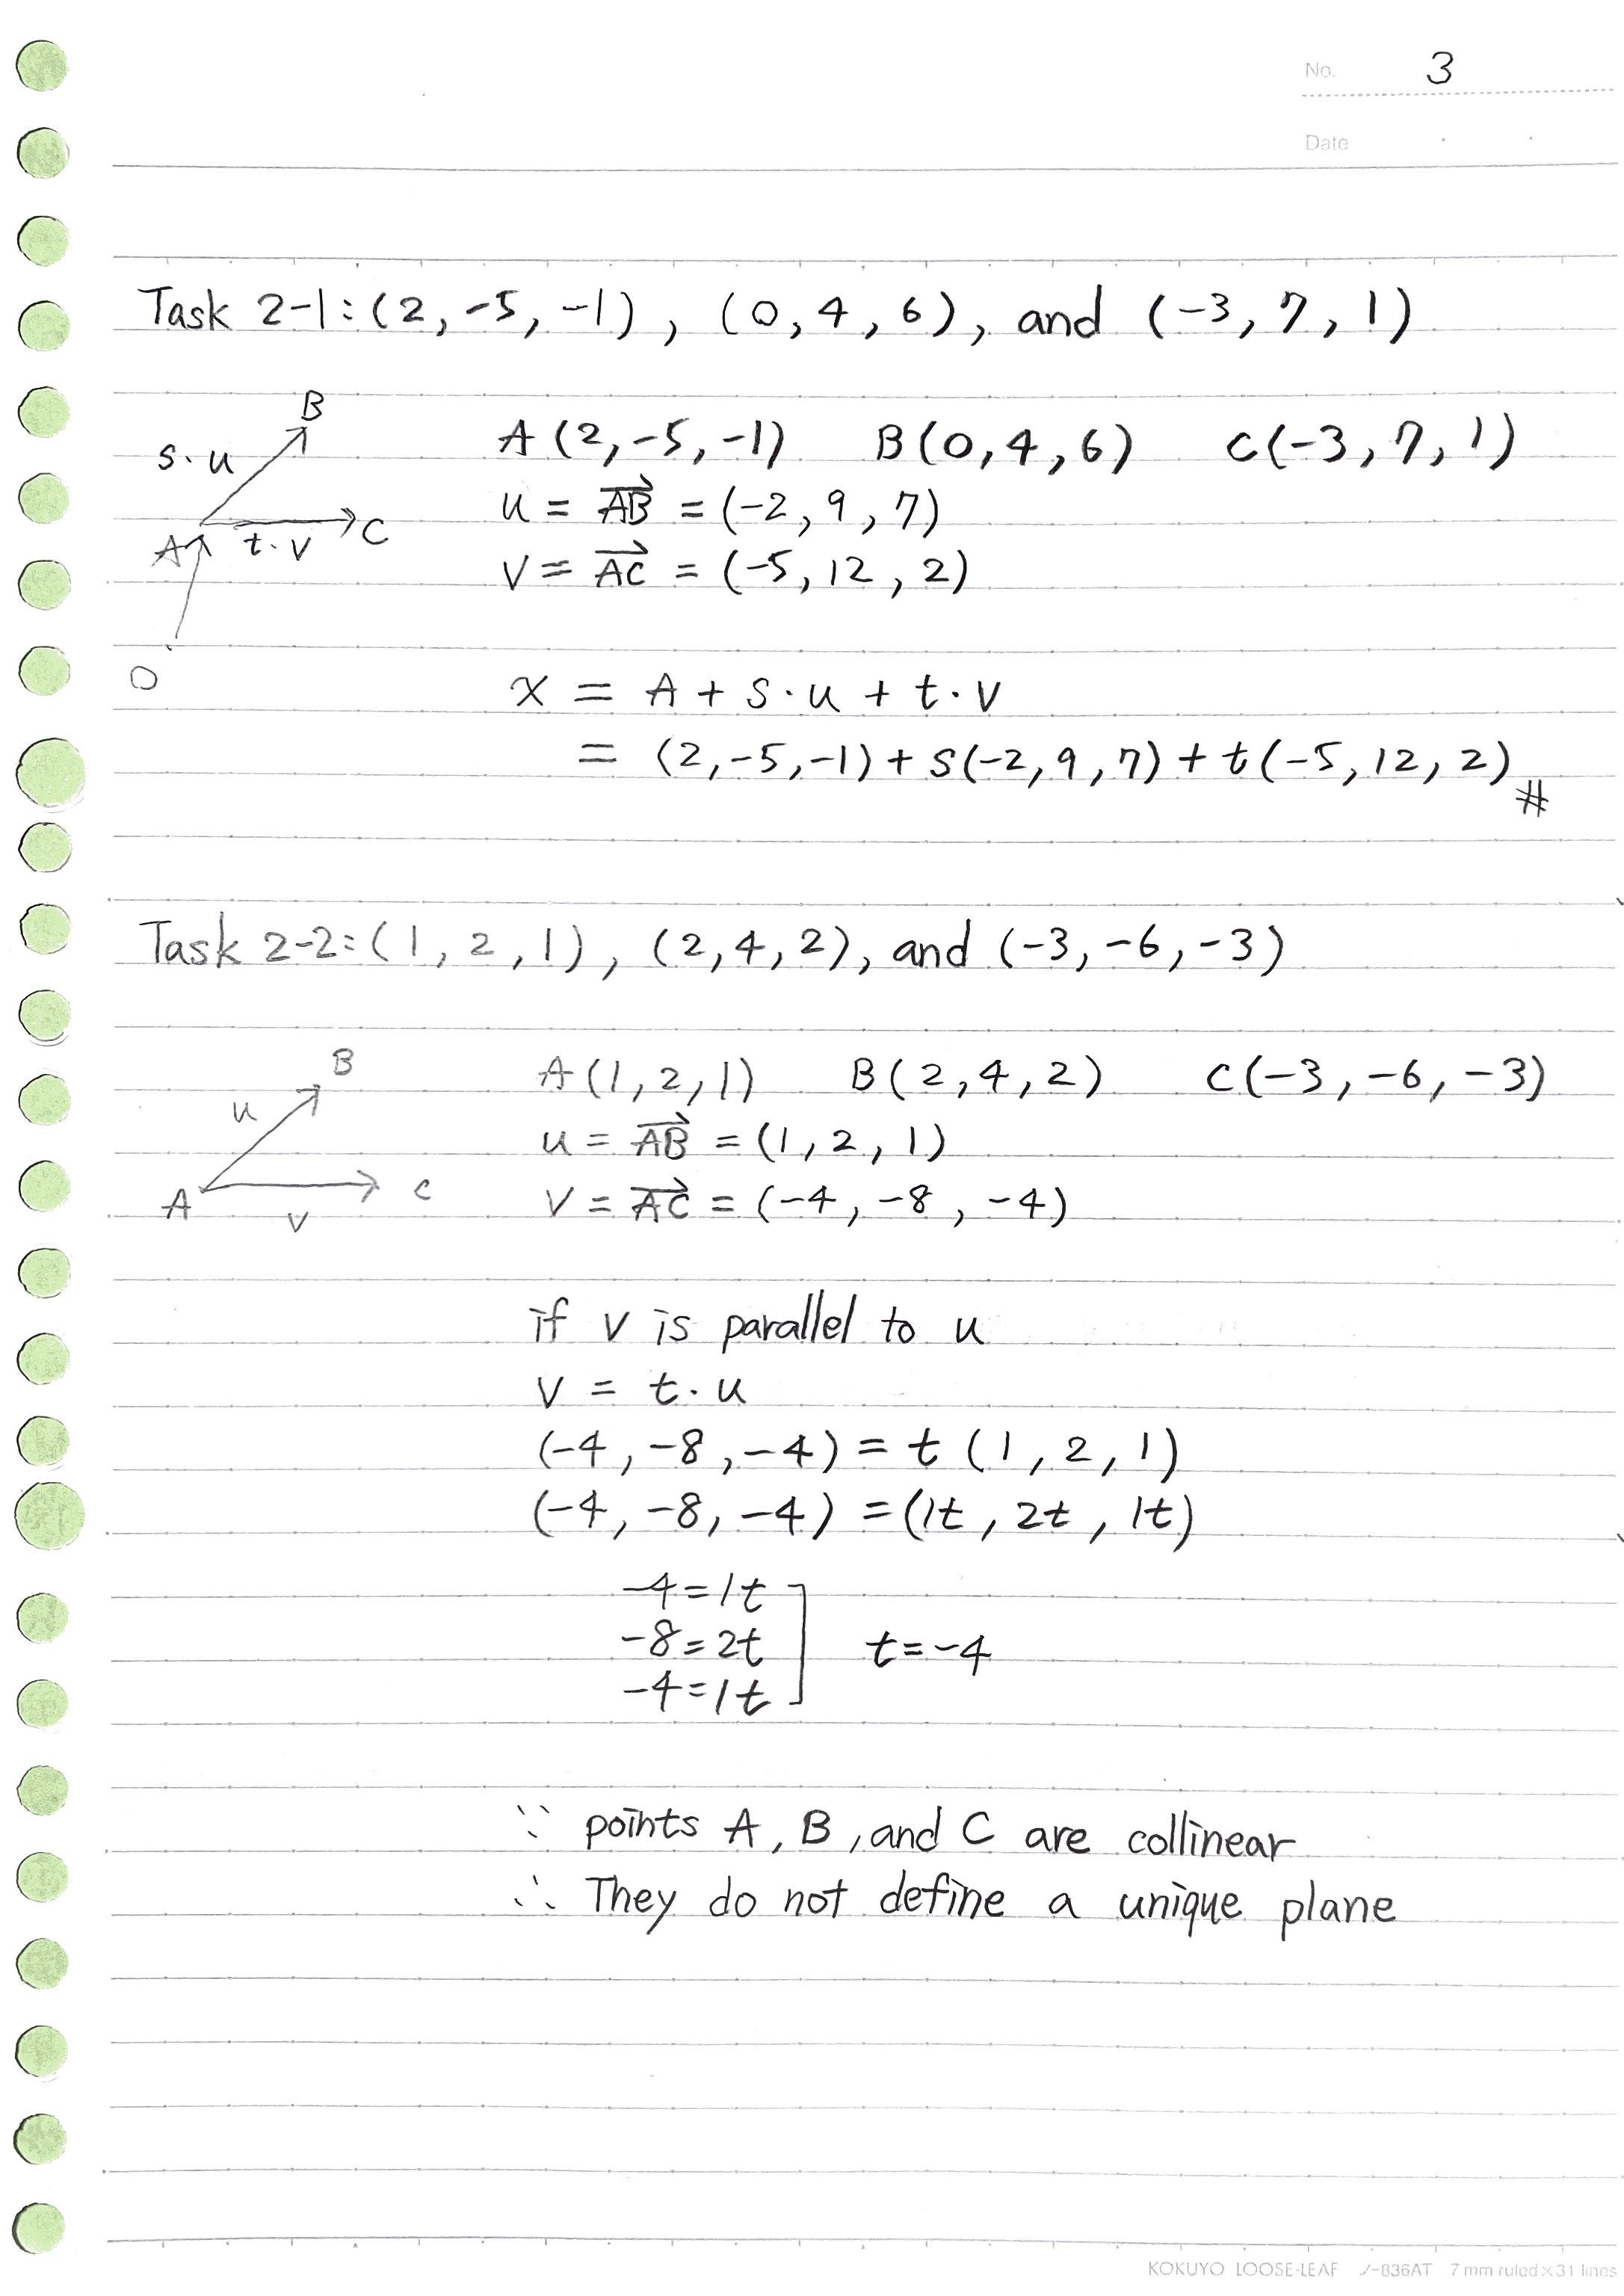 No. 3
Date
Task 2-1: (2, -5, -1), (0, 4, 6), and (-3, 7, 1)
B
s·u
A
t·v
C
O
A(2, -5, -1) B(0, 4, 6) C(-3, 7, 1)
u = \overrightarrow{AB} = (-2, 9, 7)
v = \overrightarrow{AC} = (-5, 12, 2)
x = A + s·u + t·v
= (2, -5, -1) + s(-2, 9, 7) + t(-5, 12, 2) #
Task 2-2: (1, 2, 1), (2, 4, 2), and (-3, -6, -3)
B
u
A
v
C
A(1, 2, 1) B(2, 4, 2) C(-3, -6, -3)
u = \overrightarrow{AB} = (1, 2, 1)
v = \overrightarrow{AC} = (-4, -8, -4)
if v is parallel to u
v = t·u
(-4, -8, -4) = t(1, 2, 1)
(-4, -8, -4) = (1t, 2t, 1t)
-4 = 1t
-8 = 2t
-4 = 1t
t = -4
∵ points A, B, and C are collinear
∴ They do not define a unique plane
KOKUYO LOOSE-LEAF ノ-836AT 7 mm ruled×31 lines